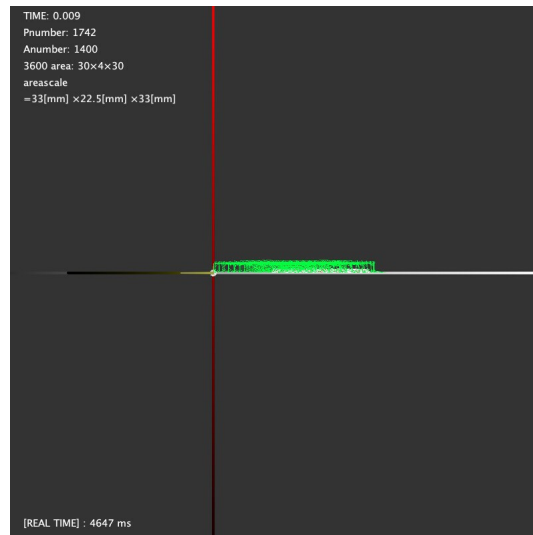 TIME: 0.009
Pnumber: 1742
Anumber: 1400
3600 area: 30×4×30
areascale
=33[mm] ×22.5[mm] ×33[mm]
[REAL TIME] : 4647 ms